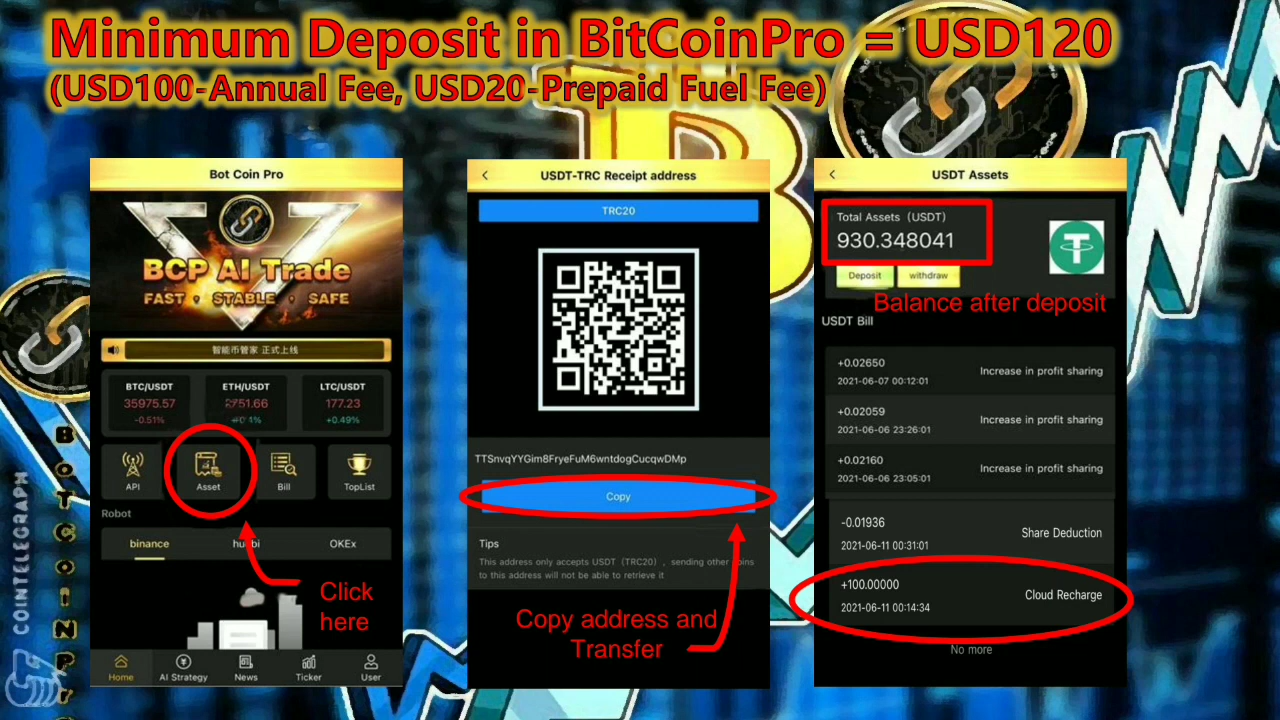 Minimum Deposit in BitCoinPro = USD120
(USD100-Annual Fee, USD20-Prepaid Fuel Fee)
Bot Coin Pro
BCP AI Trade
FAST · STABLE · SAFE
智能币管家 正式上线
BTC/USDT
ETH/USDT
LTC/USDT
35975.57
2751.66
177.23
-0.51%
+0.49%
API
Asset
Bill
TopList
Robot
binance
huobi
OKEx
Click
here
Home
AI Strategy
News
Ticker
User
USDT-TRC Receipt address
TRC20
TTSnvqYYGim8FryeFuM6wntdogCucqwDMp
Copy
Tips
This address only accepts USDT（TRC20）, sending other coins
to this address will not be able to retrieve it
Copy address and
Transfer
USDT Assets
Total Assets（USDT）
930.348041
Deposit
withdraw
Balance after deposit
USDT Bill
+0.02650
2021-06-07 00:12:01
Increase in profit sharing
+0.02059
2021-06-06 23:26:01
Increase in profit sharing
+0.02160
2021-06-06 23:05:01
Increase in profit sharing
-0.01936
2021-06-11 00:31:01
Share Deduction
+100.00000
2021-06-11 00:14:34
Cloud Recharge
No more
COINTELEGRAPH
BOTCOINPr